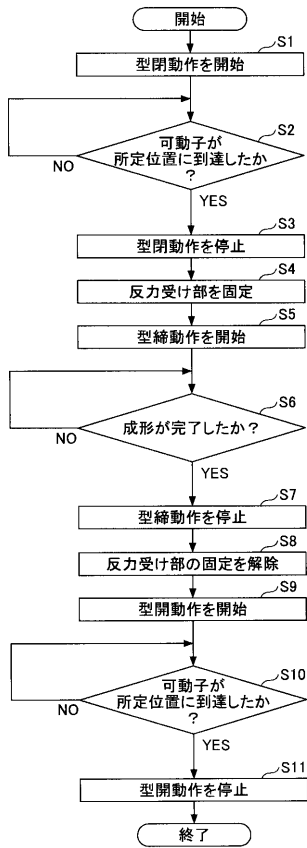 開始
S1
型閉動作を開始
S2
可動子が
所定位置に到達したか
?
NO
YES
S3
型閉動作を停止
S4
反力受け部を固定
S5
型締動作を開始
S6
成形が完了したか?
NO
YES
S7
型締動作を停止
S8
反力受け部の固定を解除
S9
型開動作を開始
S10
可動子が
所定位置に到達したか
?
NO
YES
S11
型開動作を停止
終了